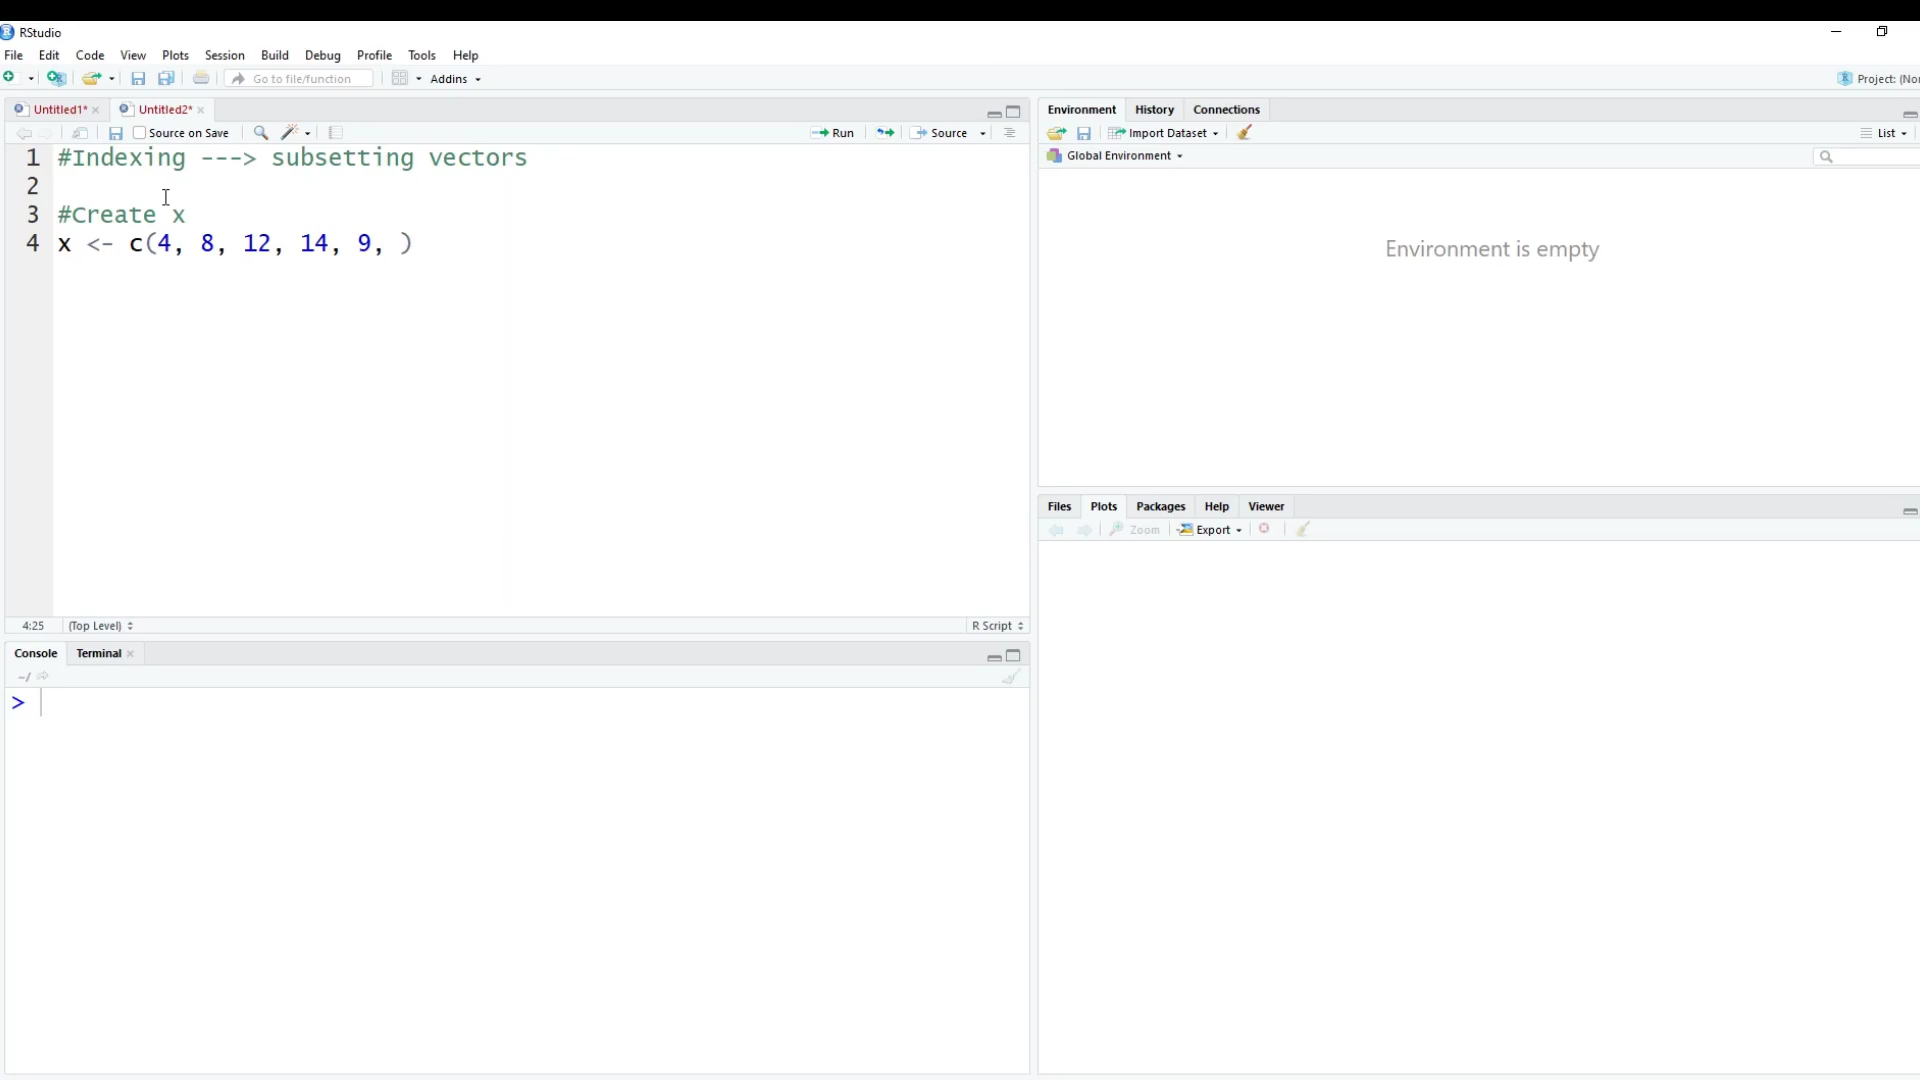 RStudio
File Edit Code View Plots Session Build Debug Profile Tools Help
Go to file/function Addins Project: (Nor
Untitled1* Untitled2*
Source on Save Run Source
1 #Indexing ---> subsetting vectors
2
3 #Create x
4 x <- c(4, 8, 12, 14, 9, )
4:25 (Top Level) R Script
Console Terminal
~/
>
Environment History Connections
Import Dataset List
Global Environment
Environment is empty
Files Plots Packages Help Viewer
Zoom Export